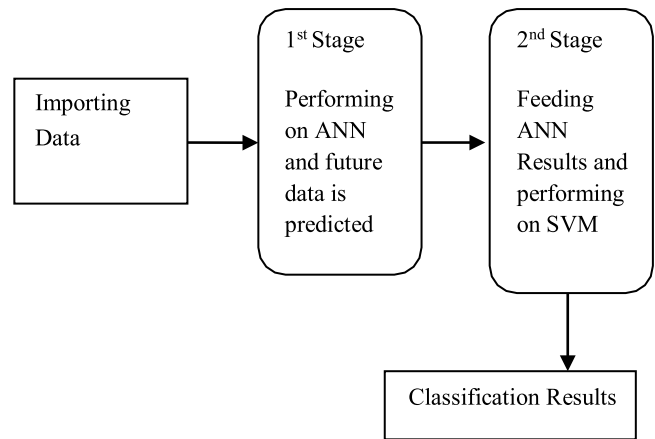 Importing
Data
1st Stage
Performing
on ANN
and future
data is
predicted
2nd Stage
Feeding
ANN
Results and
performing
on SVM
Classification Results